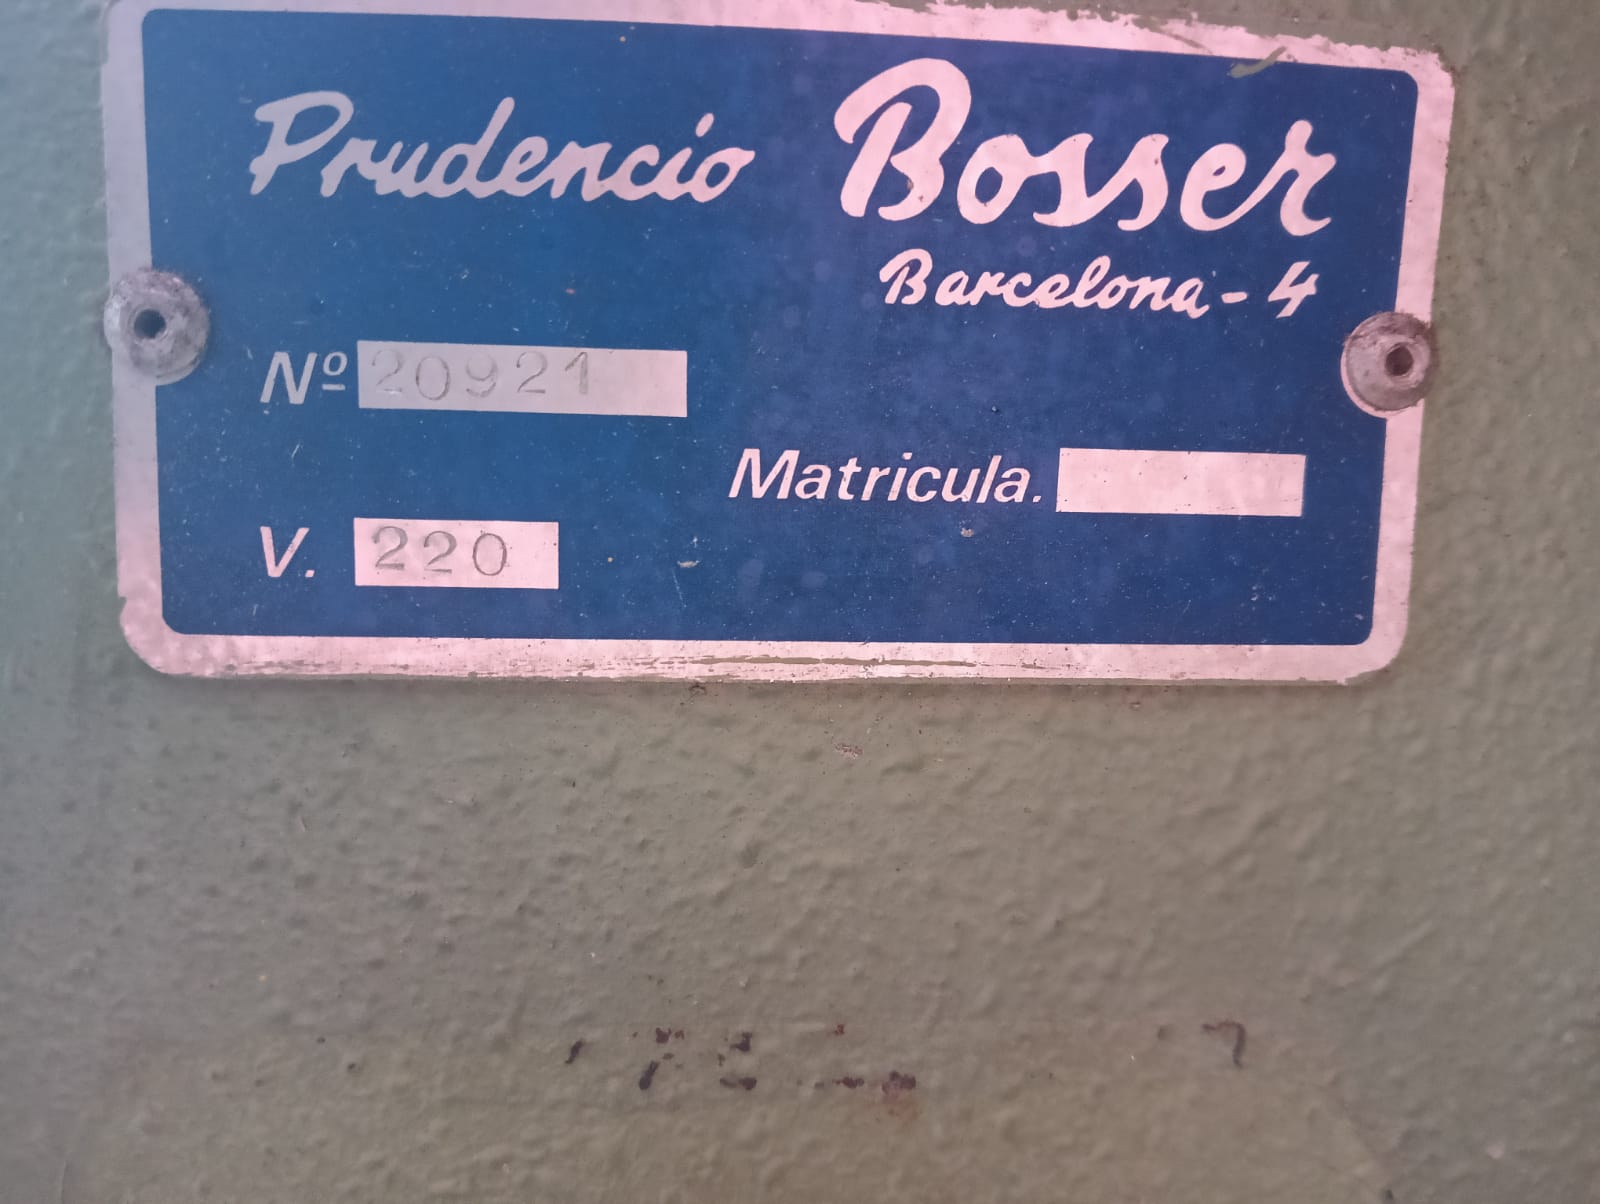 Prudencio Bosser
Barcelona - 4
Nº 20921
Matricula.
V. 220